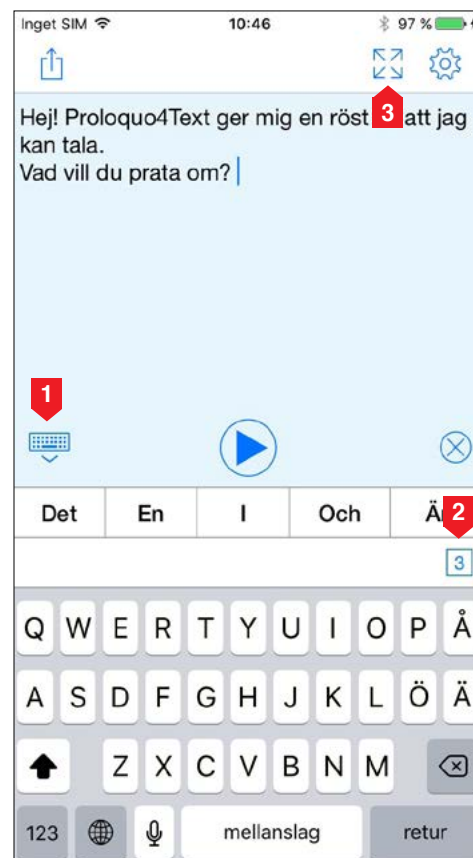 Inget SIM 10:46 97 %
Hej! Proloquo4Text ger mig en röst 3 att jag
kan tala.
Vad vill du prata om?
1
Det En I Och Är 2
3
Q W E R T Y U I O P Å
A S D F G H J K L Ö Ä
Z X C V B N M
123 mellanslag retur